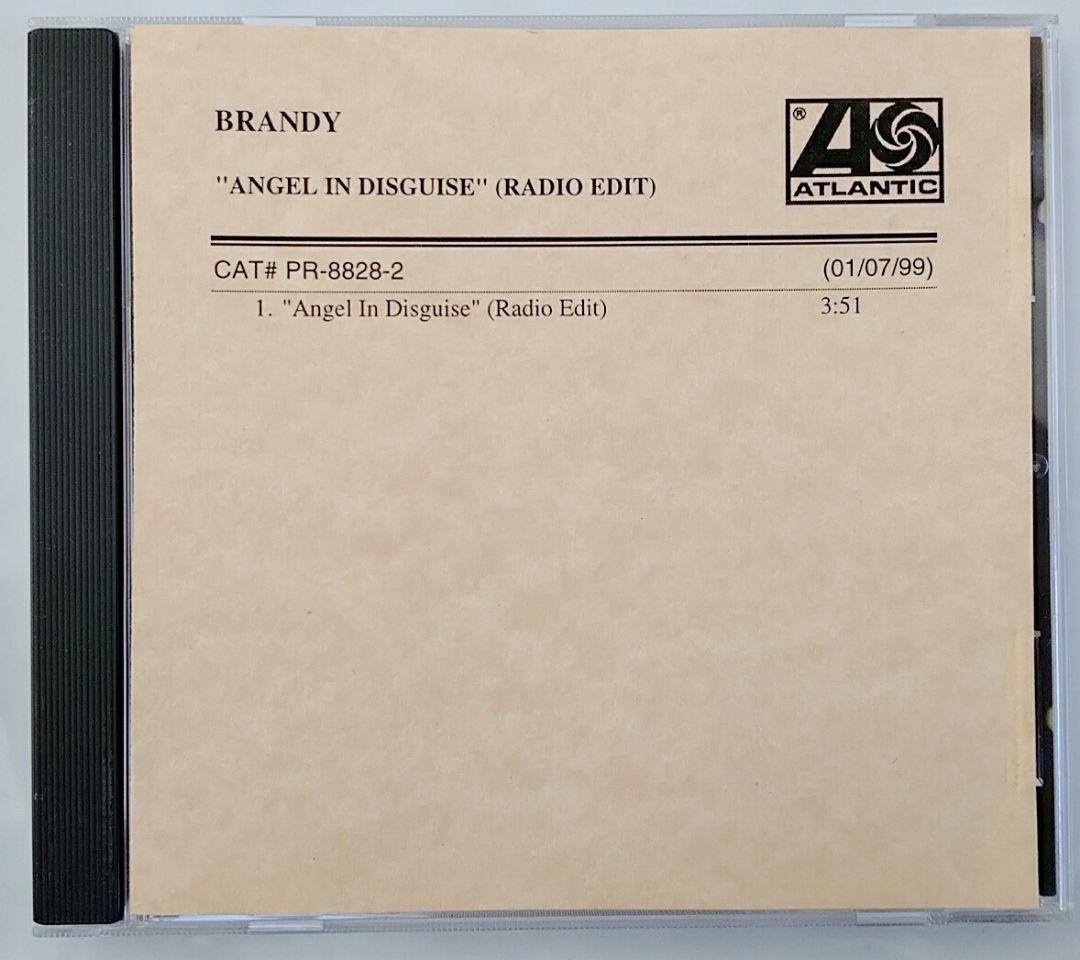 BRANDY
®
ATLANTIC
"ANGEL IN DISGUISE" (RADIO EDIT)
CAT# PR-8828-2 (01/07/99)
1. "Angel In Disguise" (Radio Edit) 3:51